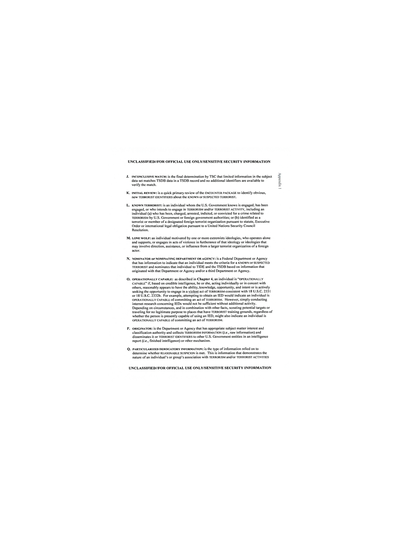 UNCLASSIFIED//FOR OFFICIAL USE ONLY/SENSITIVE SECURITY INFORMATION
Appendix 1
J. INCONCLUSIVE MATCH: is the final determination by TSC that limited information in the subject
data set matches TSDB data in a TSDB record and no additional identifiers are available to
verify the match.
K. INITIAL REVIEW: is a quick primary review of the ENCOUNTER PACKAGE to identify obvious,
new TERRORIST IDENTIFIERS about the KNOWN or SUSPECTED TERRORIST.
L. KNOWN TERRORIST: is an individual whom the U.S. Government knows is engaged, has been
engaged, or who intends to engage in TERRORISM and/or TERRORIST ACTIVITY, including an
individual (a) who has been, charged, arrested, indicted, or convicted for a crime related to
TERRORISM by U.S. Government or foreign government authorities; or (b) identified as a
terrorist or member of a designated foreign terrorist organization pursuant to statute, Executive
Order or international legal obligation pursuant to a United Nations Security Council
Resolution.
M. LONE WOLF: an individual motivated by one or more extremist ideologies, who operates alone
and supports, or engages in acts of violence in furtherance of that ideology or ideologies that
may involve direction, assistance, or influence from a larger terrorist organization of a foreign
actor.
N. NOMINATOR or NOMINATING DEPARTMENT OR AGENCY: is a Federal Department or Agency
that has information to indicate that an individual meets the criteria for a KNOWN or SUSPECTED
TERRORIST and nominates that individual to TIDE and the TSDB based on information that
originated with that Department or Agency and/or a third Department or Agency.
O. OPERATIONALLY CAPABLE: as described in Chapter 4, an individual is "OPERATIONALLY
CAPABLE" if, based on credible intelligence, he or she, acting individually or in concert with
others, reasonably appears to have the ability, knowledge, opportunity, and intent or is actively
seeking the opportunity to engage in a violent act of TERRORISM consistent with 18 U.S.C. 2331
or 18 U.S.C. 2332b. For example, attempting to obtain an IED would indicate an individual is
OPERATIONALLY CAPABLE of committing an act of TERRORISM. However, simply conducting
internet research concerning IEDs would not be sufficient without additional activity.
Depending on circumstances, and in combination with other facts, scouting potential targets or
traveling for no legitimate purpose to places that have TERRORIST training grounds, regardless of
whether the person is presently capable of using an IED, might also indicate an individual is
OPERATIONALLY CAPABLE of committing an act of TERRORISM.
P. ORIGINATOR: is the Department or Agency that has appropriate subject matter interest and
classification authority and collects TERRORISM INFORMATION (i.e., raw information) and
disseminates it or TERRORIST IDENTIFIERS to other U.S. Government entities in an intelligence
report (i.e., finished intelligence) or other mechanism.
Q. PARTICULARIZED DEROGATORY INFORMATION: is the type of information relied on to
determine whether REASONABLE SUSPICION is met. This is information that demonstrates the
nature of an individual's or group's association with TERRORISM and/or TERRORIST ACTIVITIES
UNCLASSIFIED//FOR OFFICIAL USE ONLY/SENSITIVE SECURITY INFORMATION